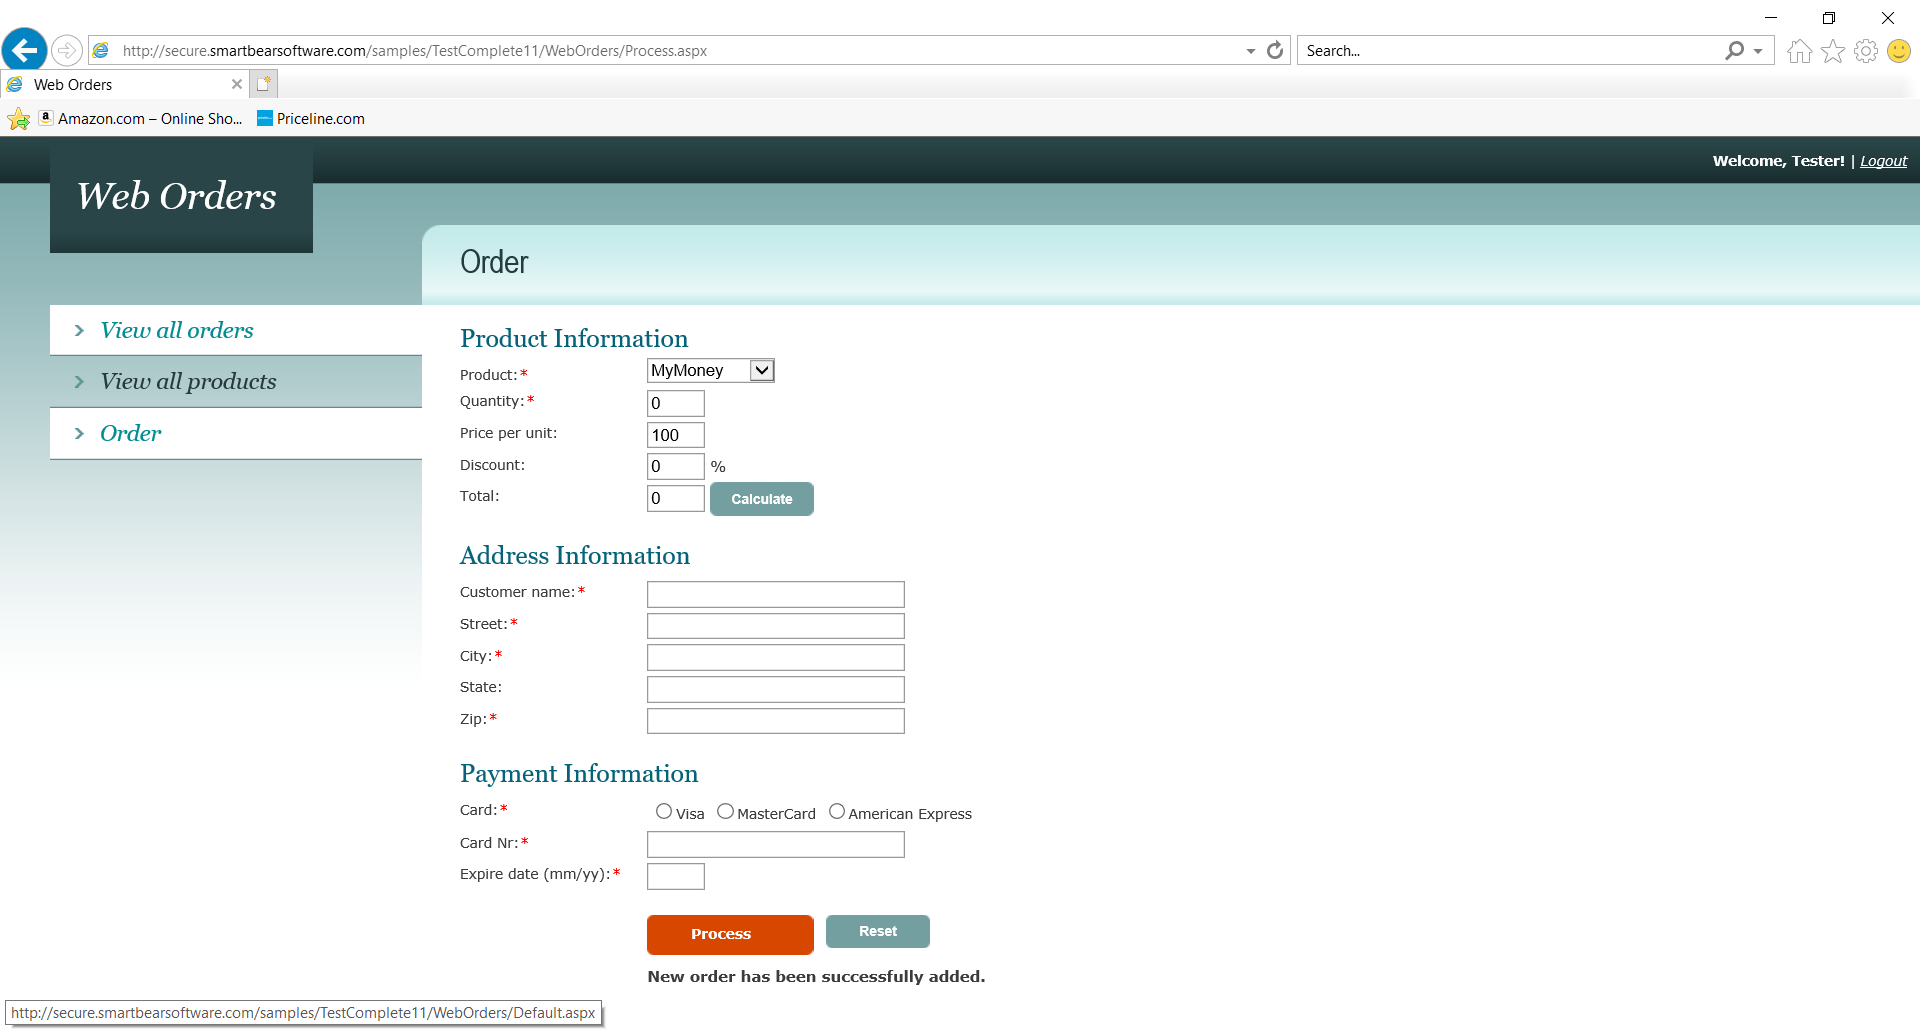 http://secure.smartbearsoftware.com/samples/TestComplete11/WebOrders/Process.aspx
Search...
Web Orders
Amazon.com – Online Sho...
Priceline.com
Welcome, Tester! | Logout
Web Orders
Order
View all orders
View all products
Order
Product Information
Product:* MyMoney
Quantity:* 0
Price per unit: 100
Discount: 0 %
Total: 0 Calculate
Address Information
Customer name:*
Street:*
City:*
State:
Zip:*
Payment Information
Card:* Visa MasterCard American Express
Card Nr:*
Expire date (mm/yy):*
Process Reset
New order has been successfully added.
http://secure.smartbearsoftware.com/samples/TestComplete11/WebOrders/Default.aspx